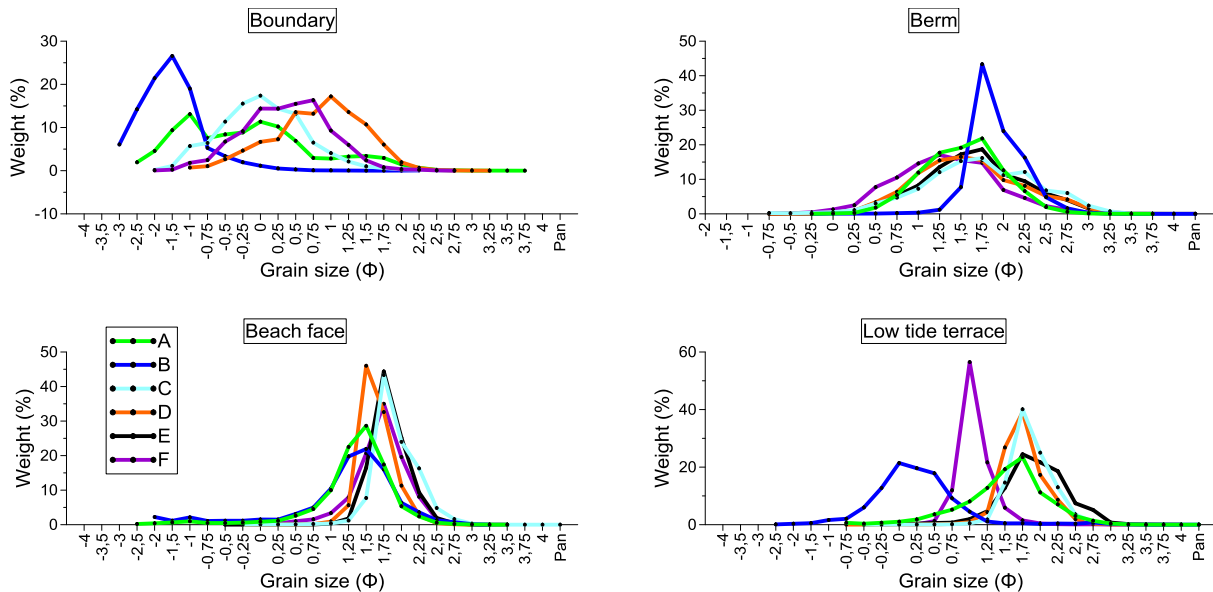 Boundary
Weight (%)
30
20
10
0
-10
-4 -3,5 -3 -2,5 -2 -1,5 -1 -0,75 -0,5 -0,25 0 0,25 0,5 0,75 1 1,25 1,5 1,75 2 2,25 2,5 2,75 3 3,25 3,5 3,75 4 Pan
Grain size (Φ)
Berm
Weight (%)
50
40
30
20
10
0
-2 -1,5 -1 -0,75 -0,5 -0,25 0 0,25 0,5 0,75 1 1,25 1,5 1,75 2 2,25 2,5 2,75 3 3,25 3,5 3,75 4 Pan
Grain size (Φ)
Beach face
Weight (%)
50
40
30
20
10
0
A
B
C
D
E
F
-4 -3,5 -3 -2,5 -2 -1,5 -1 -0,75 -0,5 -0,25 0 0,25 0,5 0,75 1 1,25 1,5 1,75 2 2,25 2,5 2,75 3 3,25 3,5 3,75 4 Pan
Grain size (Φ)
Low tide terrace
Weight (%)
60
40
20
0
-4 -3,5 -3 -2,5 -2 -1,5 -1 -0,75 -0,5 -0,25 0 0,25 0,5 0,75 1 1,25 1,5 1,75 2 2,25 2,5 2,75 3 3,25 3,5 3,75 4 Pan
Grain size (Φ)